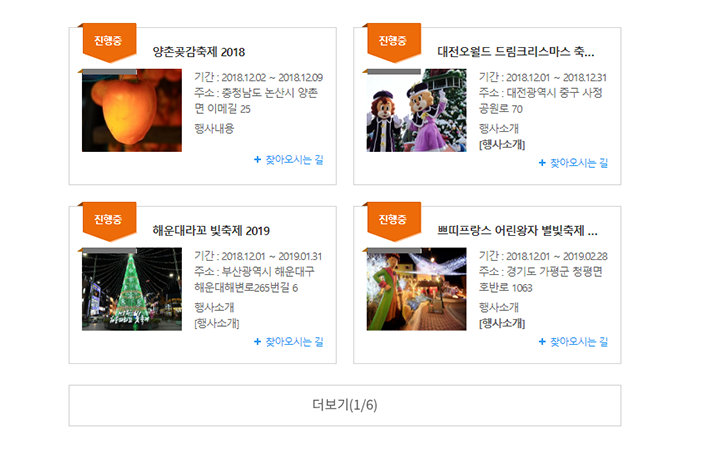 진행중
양촌곶감축제 2018
기간 : 2018.12.02 ~ 2018.12.09
주소 : 충청남도 논산시 양촌
면 이메길 25
행사내용
+ 찾아오시는 길
진행중
대전오월드 드림크리스마스 축...
기간 : 2018.12.01 ~ 2018.12.31
주소 : 대전광역시 중구 사정
공원로 70
행사소개
[행사소개]
+ 찾아오시는 길
진행중
해운대라꼬 빛축제 2019
기간 : 2018.12.01 ~ 2019.01.31
주소 : 부산광역시 해운대구
해운대해변로265번길 6
행사소개
[행사소개]
+ 찾아오시는 길
진행중
쁘띠프랑스 어린왕자 별빛축제 ...
기간 : 2018.12.01 ~ 2019.02.28
주소 : 경기도 가평군 청평면
호반로 1063
행사소개
[행사소개]
+ 찾아오시는 길
더보기(1/6)